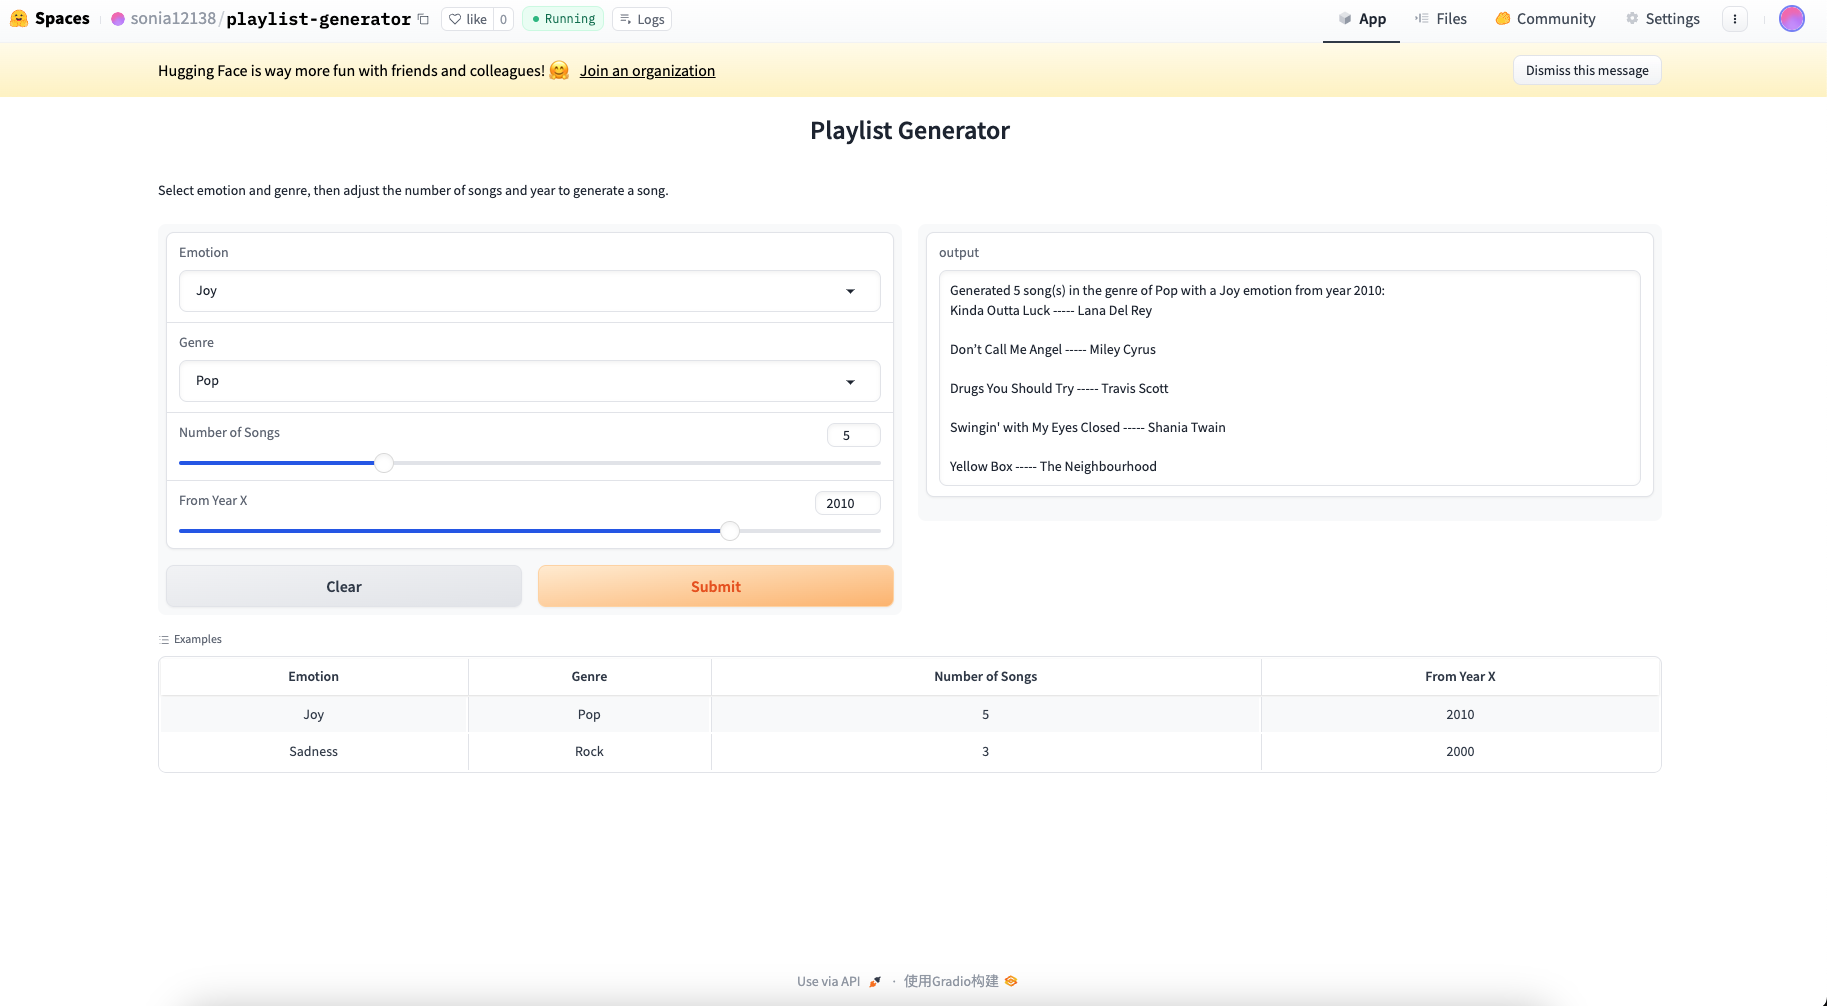 Spaces sonia12138/playlist-generator like 0 Running Logs App Files Community Settings
Hugging Face is way more fun with friends and colleagues! Join an organization Dismiss this message
Playlist Generator
Select emotion and genre, then adjust the number of songs and year to generate a song.
Emotion
Joy
Genre
Pop
Number of Songs 5
From Year X 2010
Clear Submit
output
Generated 5 song(s) in the genre of Pop with a Joy emotion from year 2010:
Kinda Outta Luck ----- Lana Del Rey
Don’t Call Me Angel ----- Miley Cyrus
Drugs You Should Try ----- Travis Scott
Swingin' with My Eyes Closed ----- Shania Twain
Yellow Box ----- The Neighbourhood
Examples
Emotion Genre Number of Songs From Year X
Joy Pop 5 2010
Sadness Rock 3 2000
Use via API · 使用Gradio构建